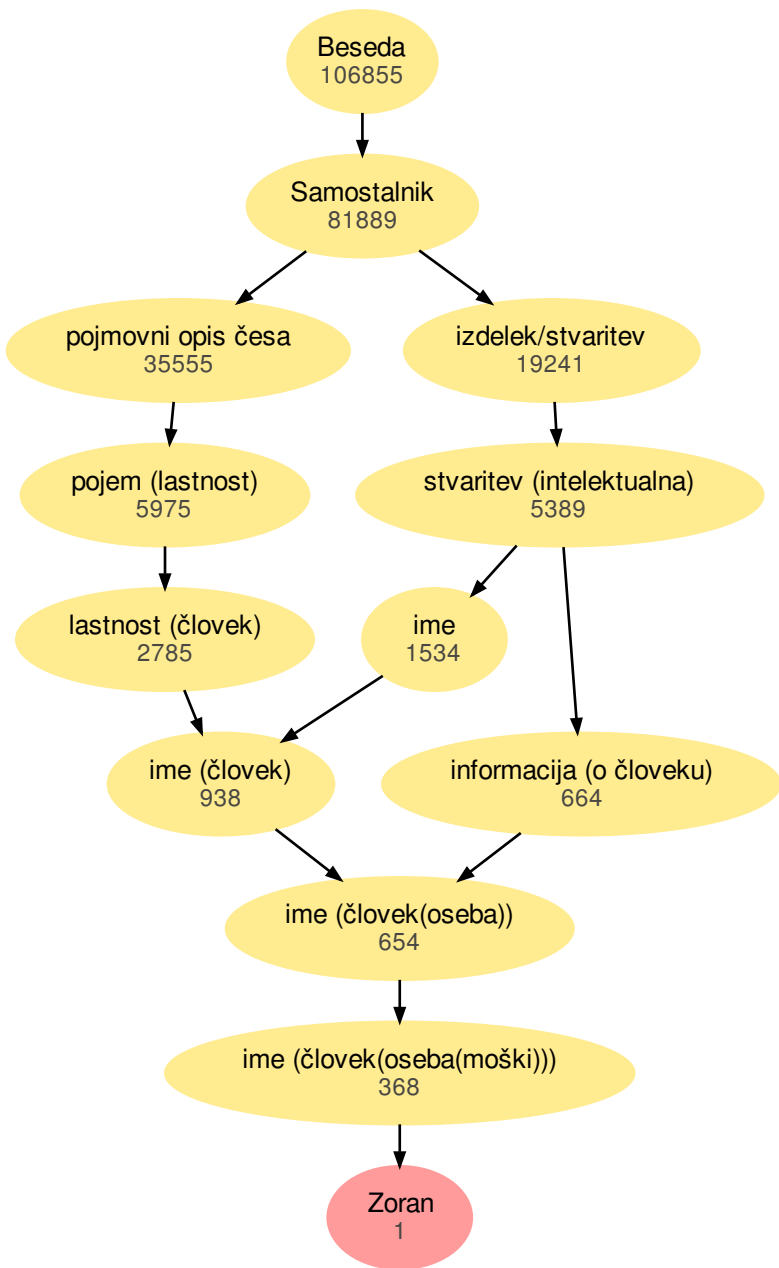 Beseda
106855
Samostalnik
81889
pojmovni opis česa
35555
izdelek/stvaritev
19241
pojem (lastnost)
5975
stvaritev (intelektualna)
5389
lastnost (človek)
2785
ime
1534
ime (človek)
938
informacija (o človeku)
664
ime (človek(oseba))
654
ime (človek(oseba(moški)))
368
Zoran
1